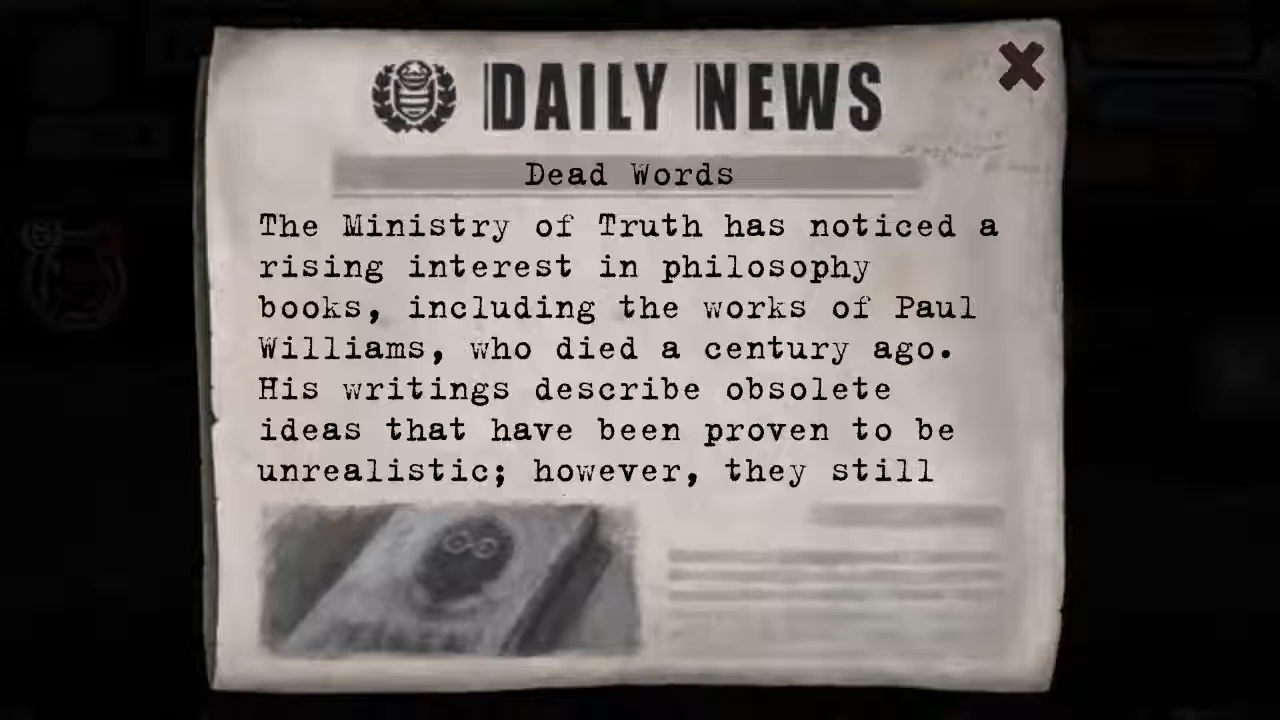 DAILY NEWS
Dead Words
The Ministry of Truth has noticed a
rising interest in philosophy
books, including the works of Paul
Williams, who died a century ago.
His writings describe obsolete
ideas that have been proven to be
unrealistic; however, they still